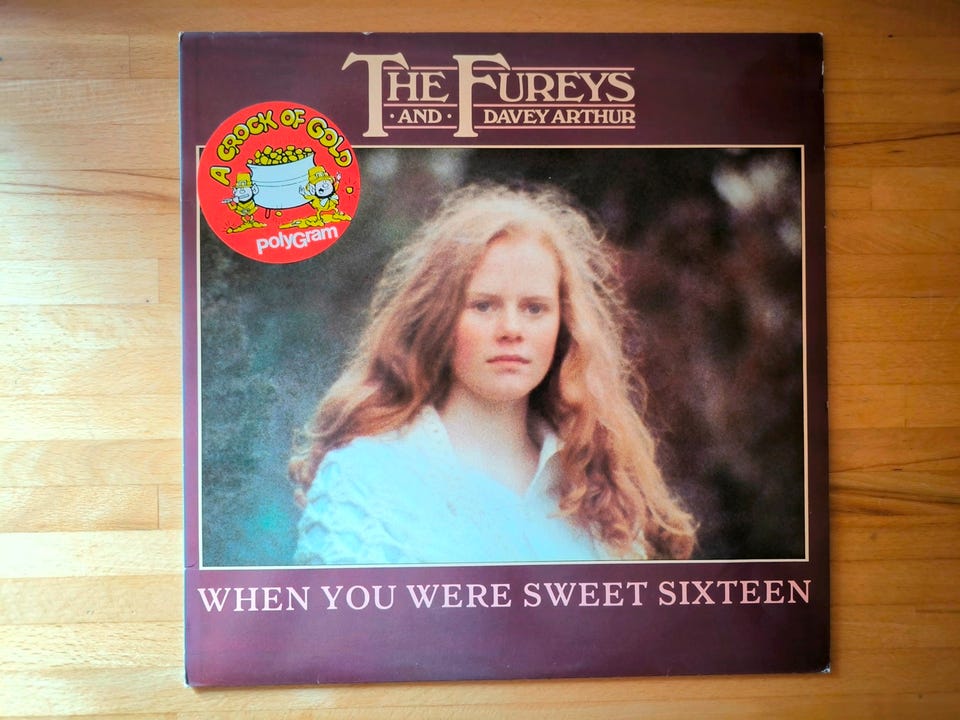 THE FUREYS
· AND · DAVEY ARTHUR
A CROCK OF GOLD
polyGram
WHEN YOU WERE SWEET SIXTEEN